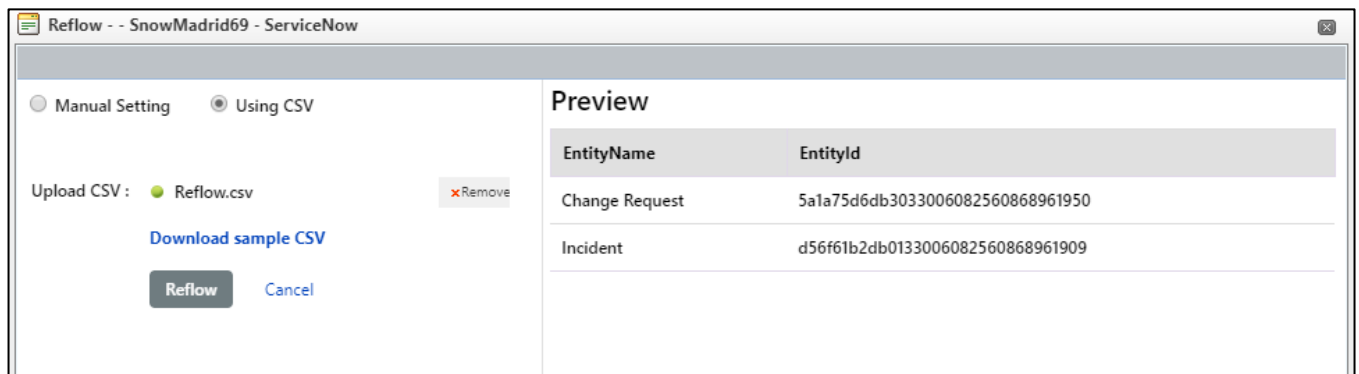 Reflow - - SnowMadrid69 - ServiceNow
Manual Setting Using CSV
Upload CSV : Reflow.csv Remove
Download sample CSV
Reflow Cancel
Preview
EntityName EntityId
Change Request 5a1a75d6db3033006082560868961950
Incident d56f61b2db0133006082560868961909